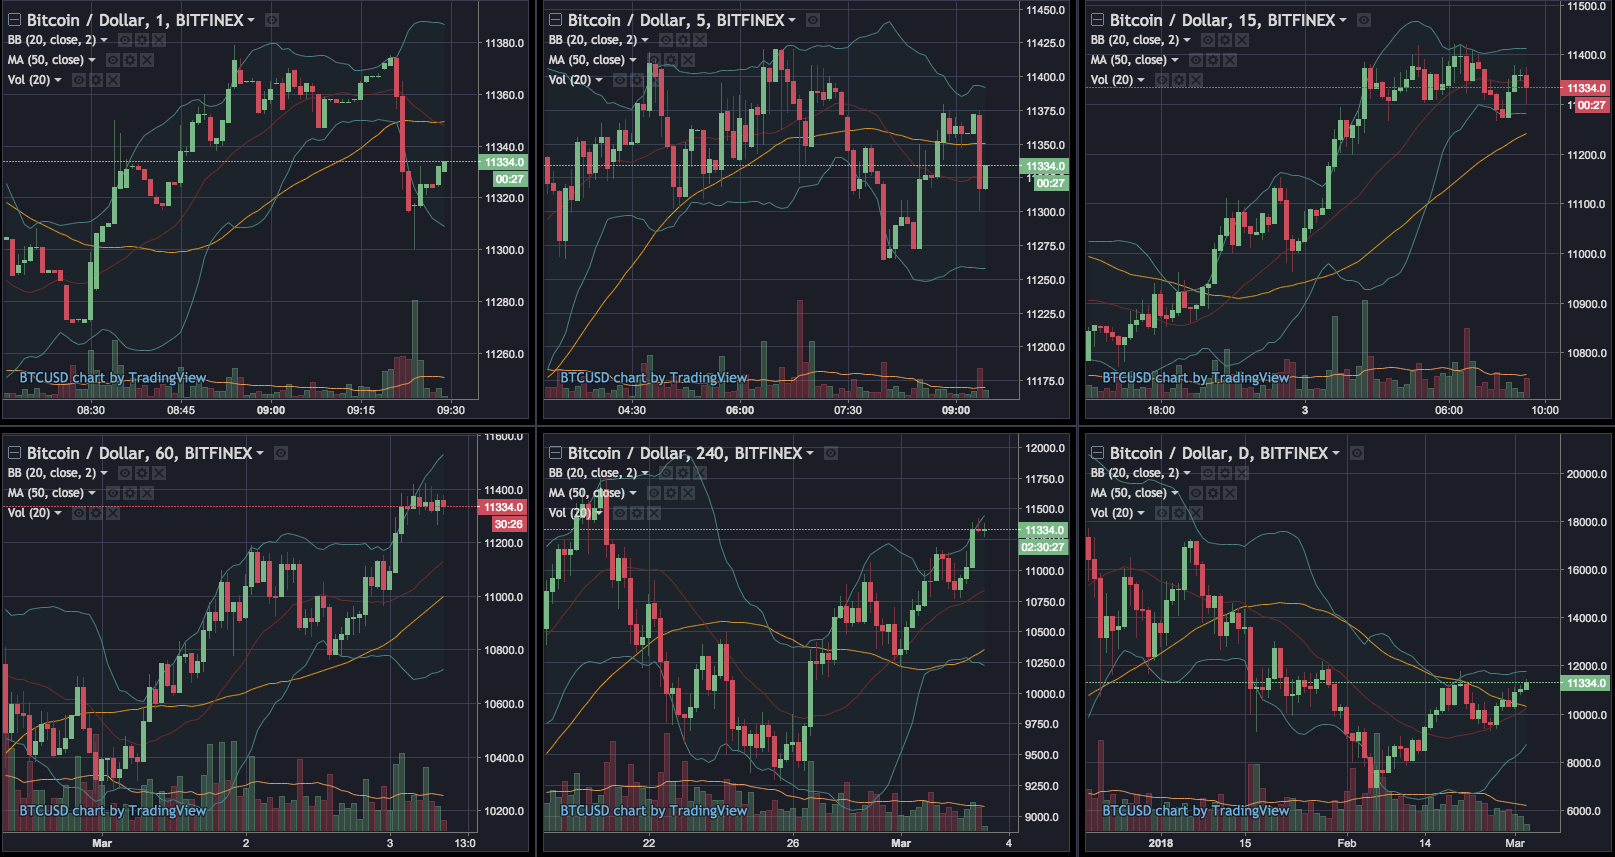 Bitcoin / Dollar, 1, BITFINEX
BB (20, close, 2)
MA (50, close)
Vol (20)
11380.0
11360.0
11340.0
11334.0
00:27
11320.0
11300.0
11280.0
11260.0
BTCUSD chart by TradingView
08:30 08:45 09:00 09:15 09:30
Bitcoin / Dollar, 5, BITFINEX
BB (20, close, 2)
MA (50, close)
Vol (20)
11450.0
11425.0
11400.0
11375.0
11350.0
11334.0
00:27
11300.0
11275.0
11250.0
11225.0
11200.0
11175.0
BTCUSD chart by TradingView
04:30 06:00 07:30 09:00
Bitcoin / Dollar, 15, BITFINEX
BB (20, close, 2)
MA (50, close)
Vol (20)
11500.0
11400.0
11334.0
00:27
11200.0
11100.0
11000.0
10900.0
10800.0
BTCUSD chart by TradingView
18:00 3 06:00 10:00
Bitcoin / Dollar, 60, BITFINEX
BB (20, close, 2)
MA (50, close)
Vol (20)
11600.0
11400.0
11334.0
30:26
11200.0
11000.0
10800.0
10600.0
10400.0
10200.0
BTCUSD chart by TradingView
Mar 2 3 13:0
Bitcoin / Dollar, 240, BITFINEX
BB (20, close, 2)
MA (50, close)
Vol (20)
12000.0
11750.0
11500.0
11334.0
02:30:27
11000.0
10750.0
10500.0
10250.0
10000.0
9750.0
9500.0
9250.0
9000.0
BTCUSD chart by TradingView
22 26 Mar 4
Bitcoin / Dollar, D, BITFINEX
BB (20, close, 2)
MA (50, close)
Vol (20)
20000.0
18000.0
16000.0
14000.0
12000.0
11334.0
10000.0
8000.0
6000.0
BTCUSD chart by TradingView
2018 15 Feb 14 Mar